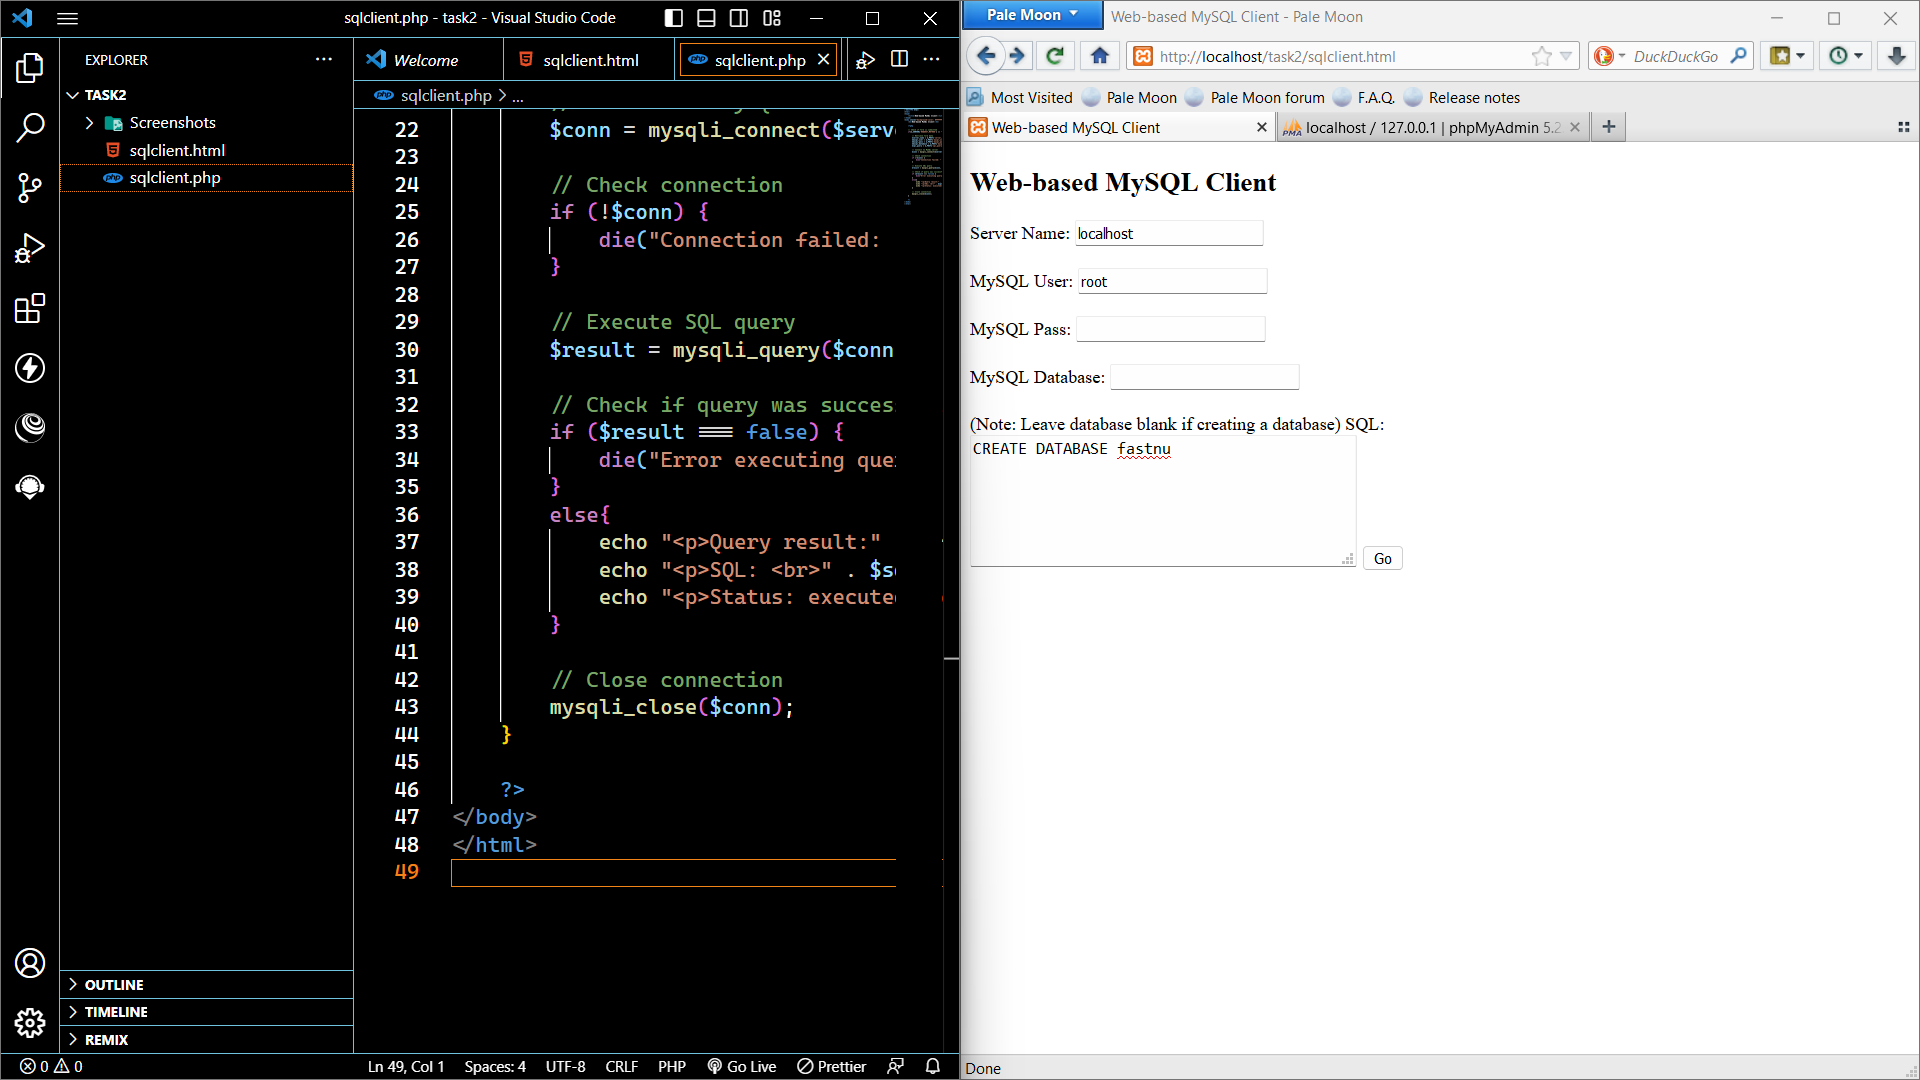 sqlclient.php - task2 - Visual Studio Code
EXPLORER
TASK2
Screenshots
sqlclient.html
sqlclient.php
OUTLINE
TIMELINE
REMIX
Welcome
sqlclient.html
sqlclient.php
sqlclient.php > ...
22 $conn = mysqli_connect($serv
23
24 // Check connection
25 if (!$conn) {
26 die("Connection failed:
27 }
28
29 // Execute SQL query
30 $result = mysqli_query($conn
31
32 // Check if query was succes
33 if ($result === false) {
34 die("Error executing que
35 }
36 else{
37 echo "<p>Query result:"
38 echo "<p>SQL: <br>" . $s
39 echo "<p>Status: execute
40 }
41
42 // Close connection
43 mysqli_close($conn);
44 }
45
46 ?>
47 </body>
48 </html>
49
0 0
Ln 49, Col 1
Spaces: 4
UTF-8
CRLF
PHP
Go Live
Prettier
Pale Moon
Web-based MySQL Client - Pale Moon
http://localhost/task2/sqlclient.html
DuckDuckGo
Most Visited
Pale Moon
Pale Moon forum
F.A.Q.
Release notes
Web-based MySQL Client
PMA
localhost / 127.0.0.1 | phpMyAdmin 5.2
Web-based MySQL Client
Server Name: localhost
MySQL User: root
MySQL Pass:
MySQL Database:
(Note: Leave database blank if creating a database) SQL:
CREATE DATABASE fastnu
Go
Done